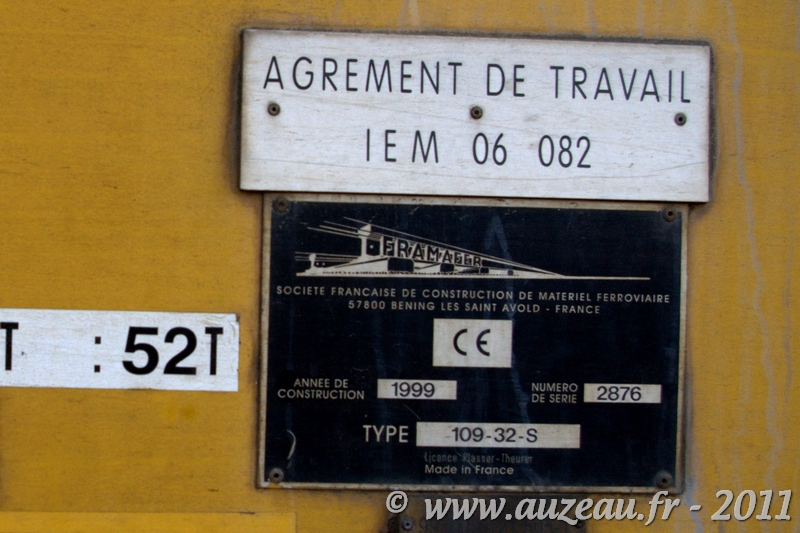 AGREMENT DE TRAVAIL
IEM 06 082
FRAMAFER
SOCIETE FRANCAISE DE CONSTRUCTION DE MATERIEL FERROVIAIRE
57800 BENING LES SAINT AVOLD - FRANCE
CE
T : 52T
ANNEE DE CONSTRUCTION 1999 NUMERO DE SERIE 2876
TYPE 109-32-S
Licence Plasser-Theurer
Made in France
© www.auzeau.fr - 2011